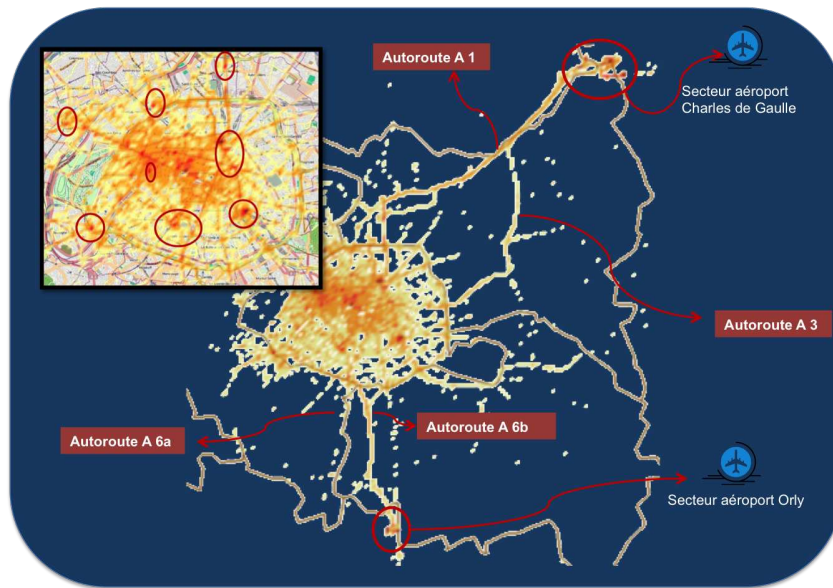 Autoroute A 1
Secteur aéroport
Charles de Gaulle
Autoroute A 3
Autoroute A 6a
Autoroute A 6b
Secteur aéroport Orly